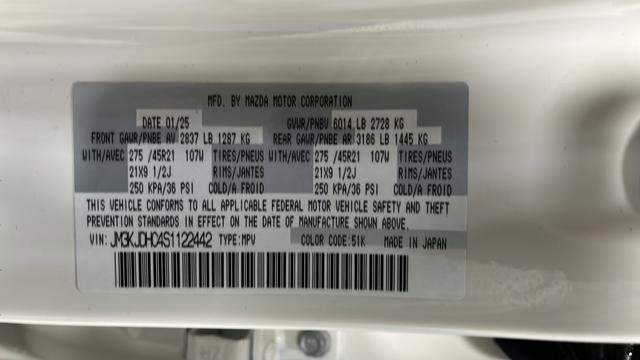 MFD. BY MAZDA MOTOR CORPORATION
DATE 01/25 GVWR/PNBV 6014 LB 2728 KG
FRONT GAWR/PNBE AV 2837 LB 1287 KG REAR GAWR/PNBE AR 3186 LB 1445 KG
WITH/AVEC 275 /45R21 107W TIRES/PNEUS WITH/AVEC 275 /45R21 107W TIRES/PNEUS
21X9 1/2J RIMS/JANTES 21X9 1/2J RIMS/JANTES
250 KPA/36 PSI COLD/A FROID 250 KPA/36 PSI COLD/A FROID
THIS VEHICLE CONFORMS TO ALL APPLICABLE FEDERAL MOTOR VEHICLE SAFETY AND THEFT
PREVENTION STANDARDS IN EFFECT ON THE DATE OF MANUFACTURE SHOWN ABOVE.
VIN: JM3KJDHC4S1122442 TYPE: MPV COLOR CODE: 51K MADE IN JAPAN